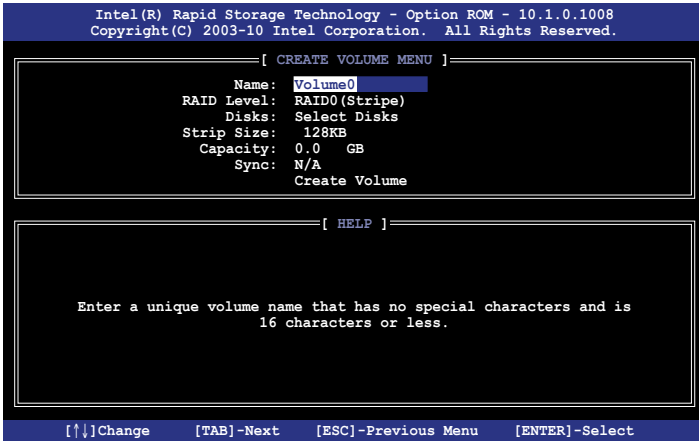 Intel(R) Rapid Storage Technology - Option ROM - 10.1.0.1008
Copyright(C) 2003-10 Intel Corporation. All Rights Reserved.
[ CREATE VOLUME MENU ]
Name: Volume0
RAID Level: RAID0(Stripe)
Disks: Select Disks
Strip Size: 128KB
Capacity: 0.0 GB
Sync: N/A
Create Volume
[ HELP ]
Enter a unique volume name that has no special characters and is
16 characters or less.
[↑↓]Change [TAB]-Next [ESC]-Previous Menu [ENTER]-Select